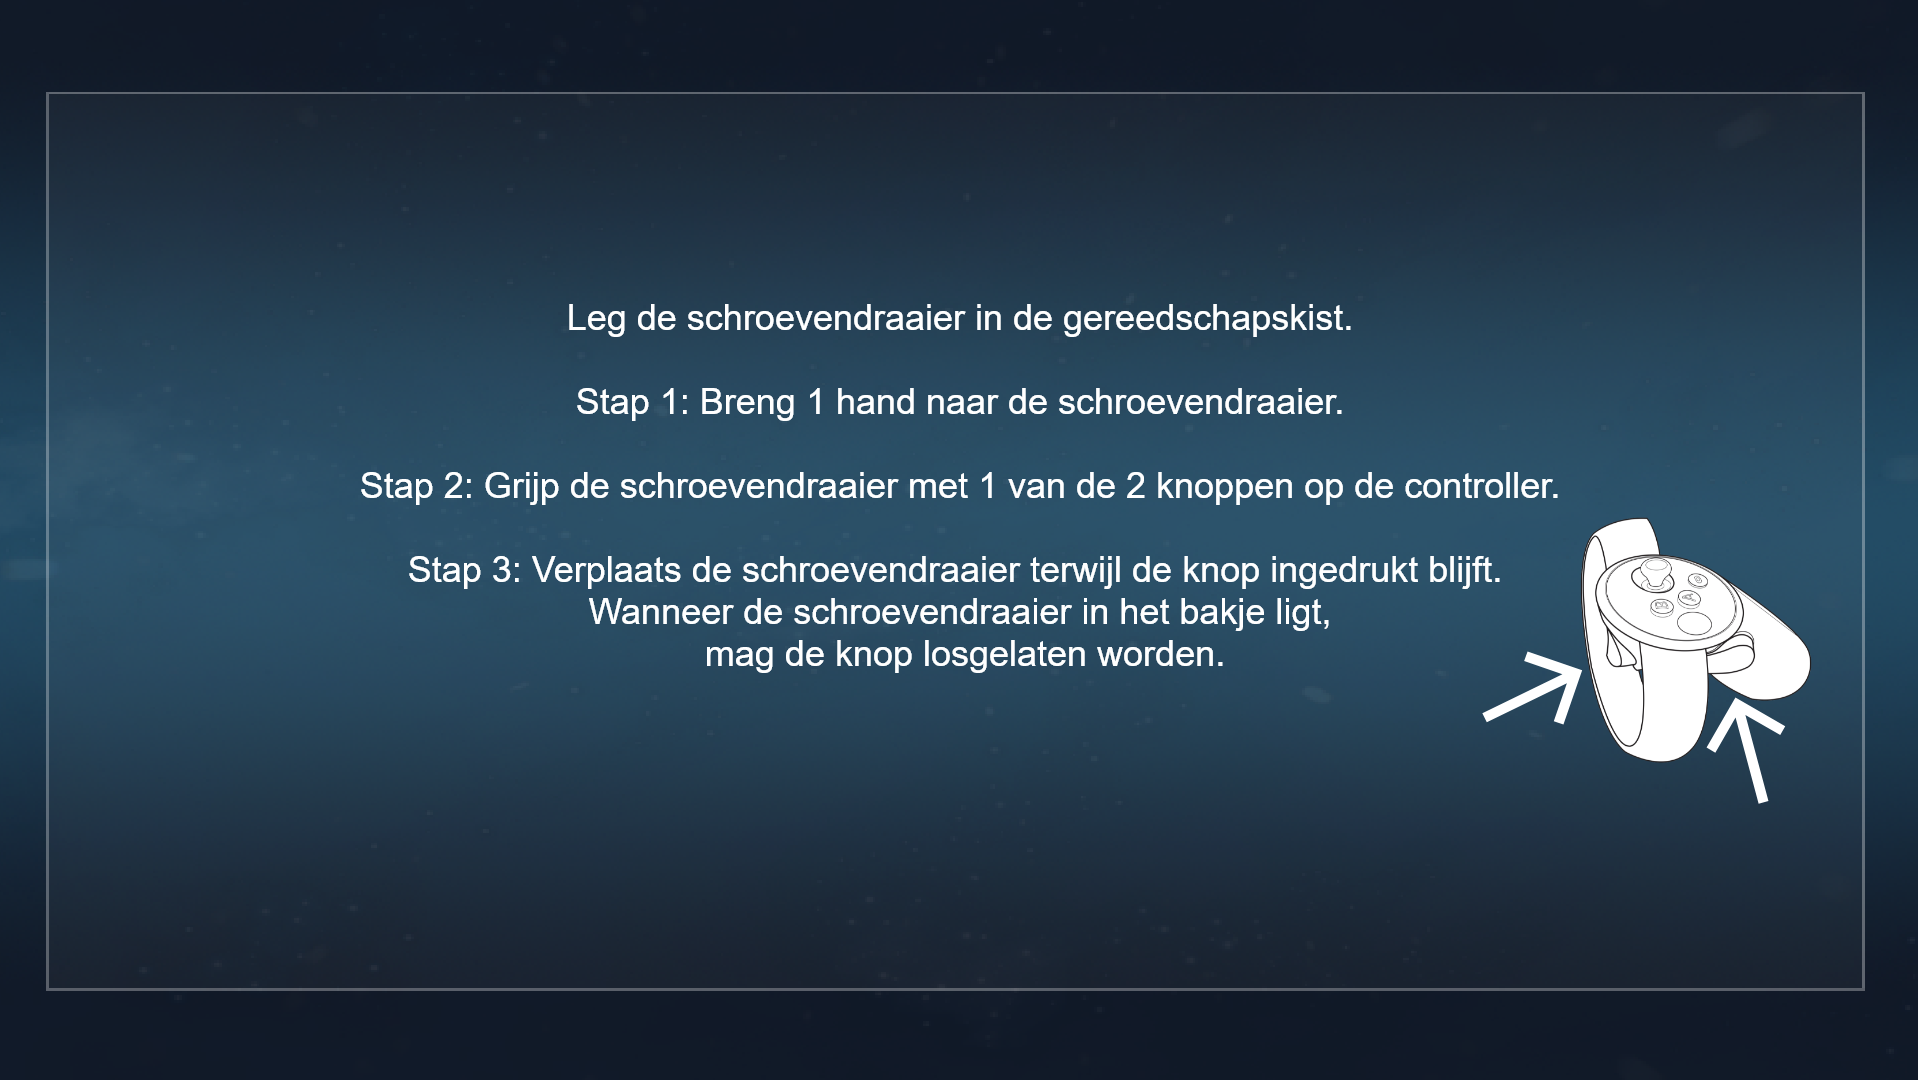 Leg de schroevendraaier in de gereedschapskist.
Stap 1: Breng 1 hand naar de schroevendraaier.
Stap 2: Grijp de schroevendraaier met 1 van de 2 knoppen op de controller.
Stap 3: Verplaats de schroevendraaier terwijl de knop ingedrukt blijft.
Wanneer de schroevendraaier in het bakje ligt,
mag de knop losgelaten worden.